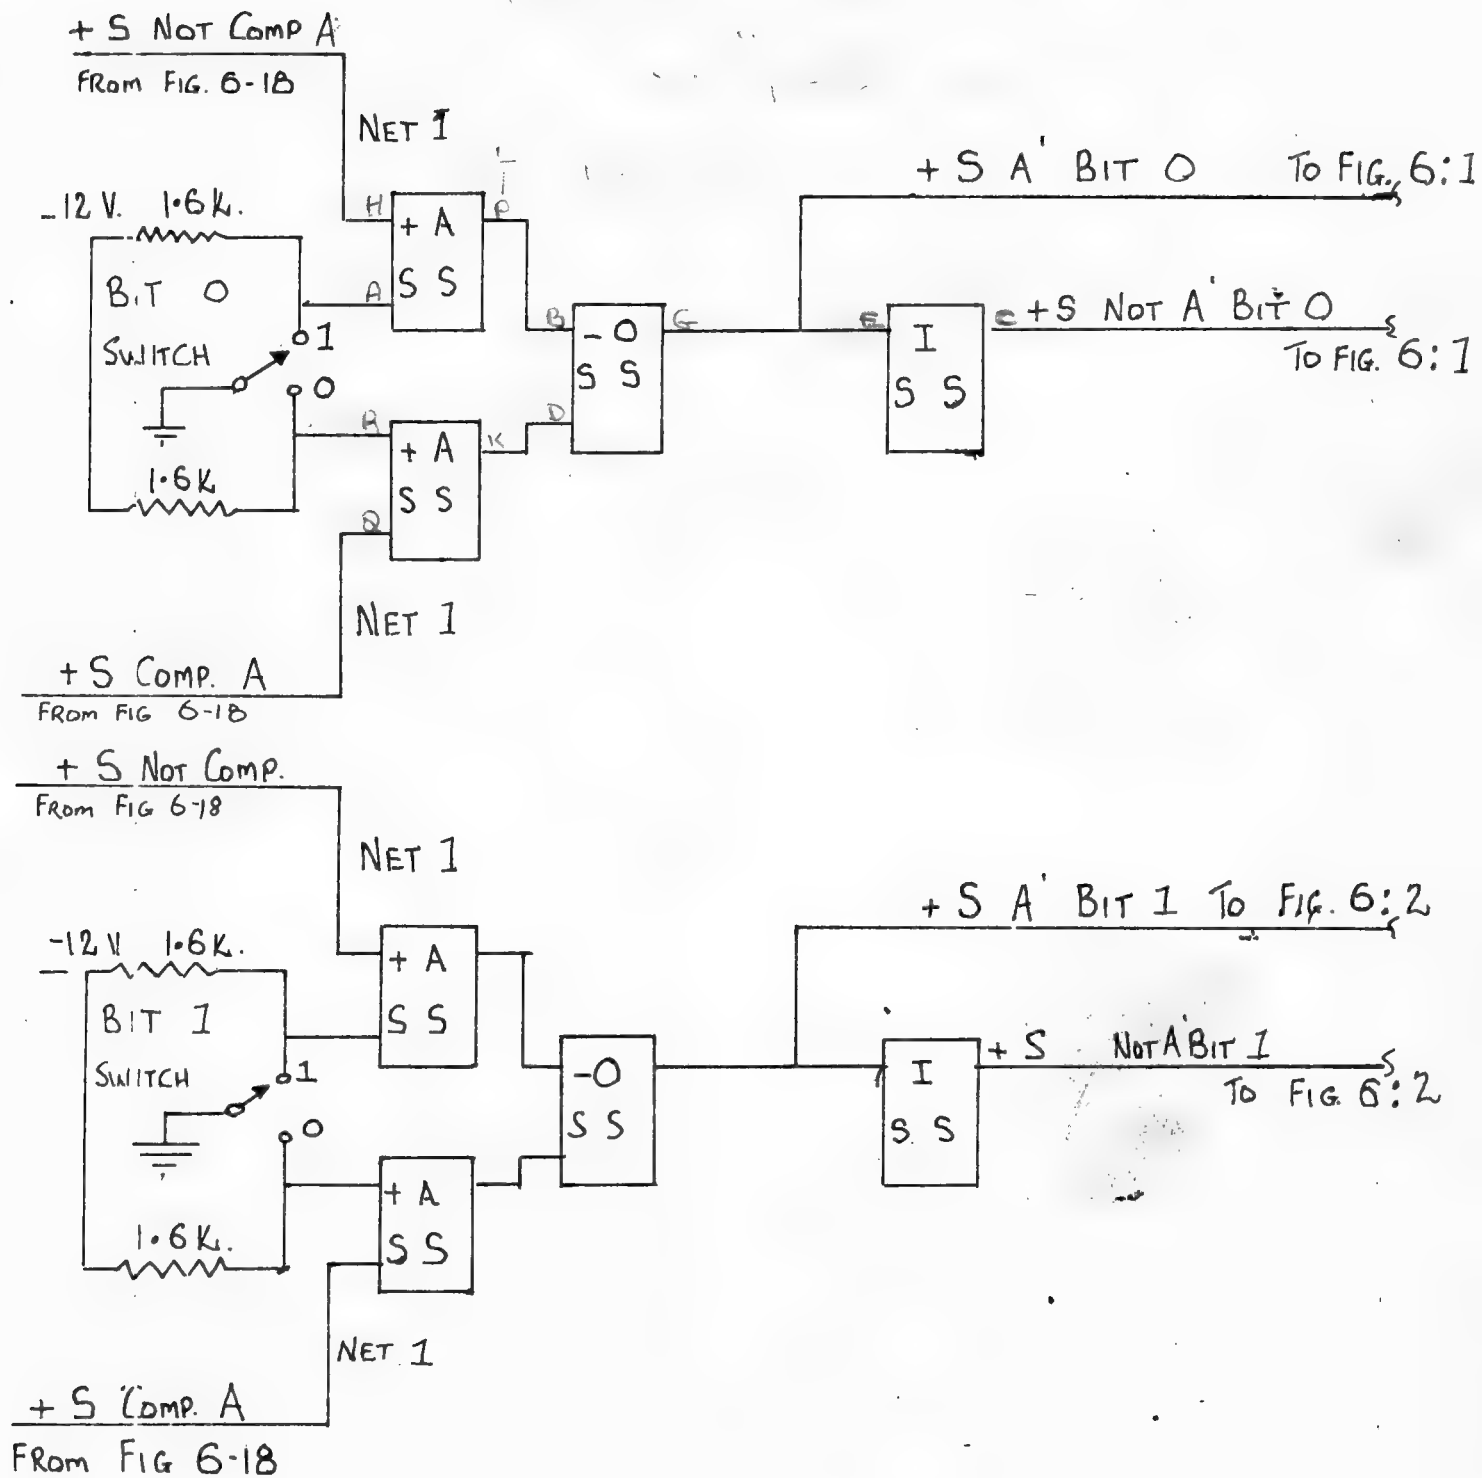 + S NOT COMP A'
FROM FIG. 6-18
NET 1
-12 V. 1.6K.
H
+ A
S S
P
A
BIT 0
SWITCH
1
0
+ S A' BIT 0 TO FIG. 6:1
B
- O
S S
G
D
E
I
S S
C
+ S NOT A' BIT 0
TO FIG. 6:1
R
+ A
S S
K
Q
1.6K
NET 1
+ S COMP. A
FROM FIG 6-18
+ S NOT COMP.
FROM FIG 6-18
NET 1
-12 V 1.6K.
+ A
S S
BIT 1
SWITCH
1
0
+ S A' BIT 1 TO FIG. 6:2
-O
S S
I
S S
+ S NOT A' BIT 1
TO FIG. 6:2
+ A
S S
1.6K.
NET 1
+ S COMP. A
FROM FIG 6-18